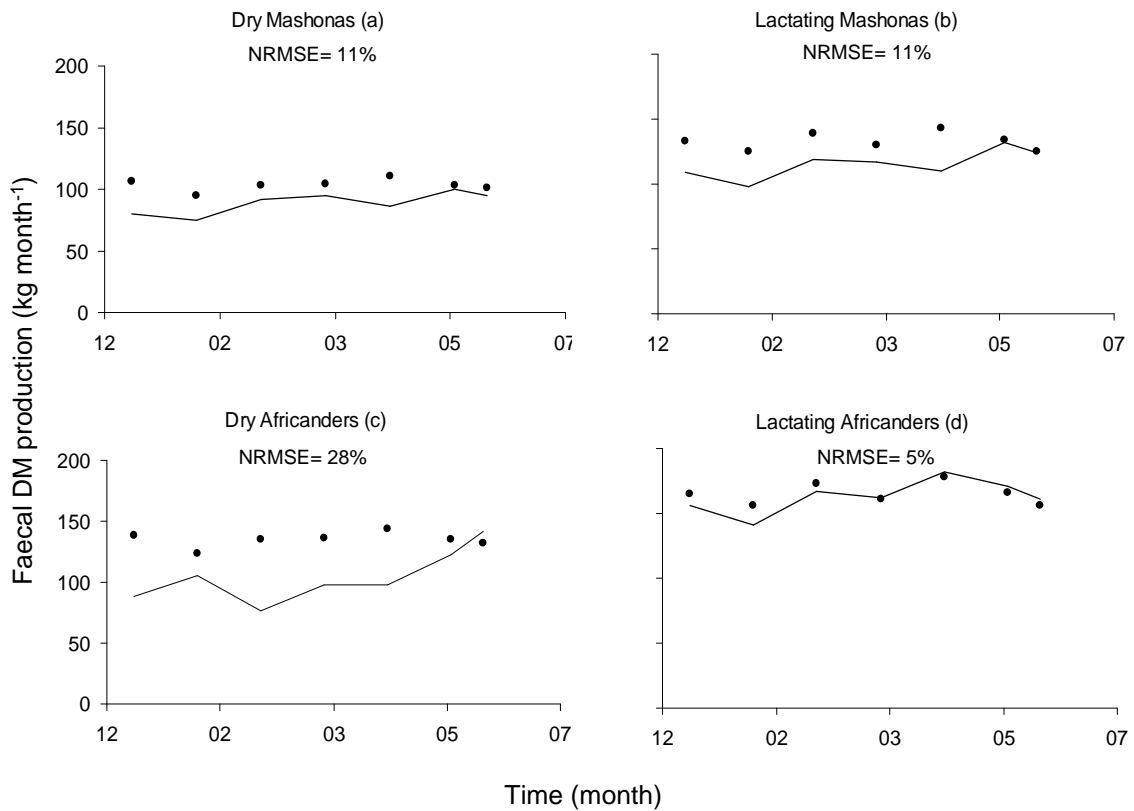 Dry Mashonas (a)
NRMSE= 11%
Lactating Mashonas (b)
NRMSE= 11%
200
150
100
50
0
12 02 03 05 07
12 02 03 05 07
Dry Africanders (c)
NRMSE= 28%
Lactating Africanders (d)
NRMSE= 5%
200
150
100
50
0
12 02 03 05 07
12 02 03 05 07
Faecal DM production (kg month⁻¹)
Time (month)